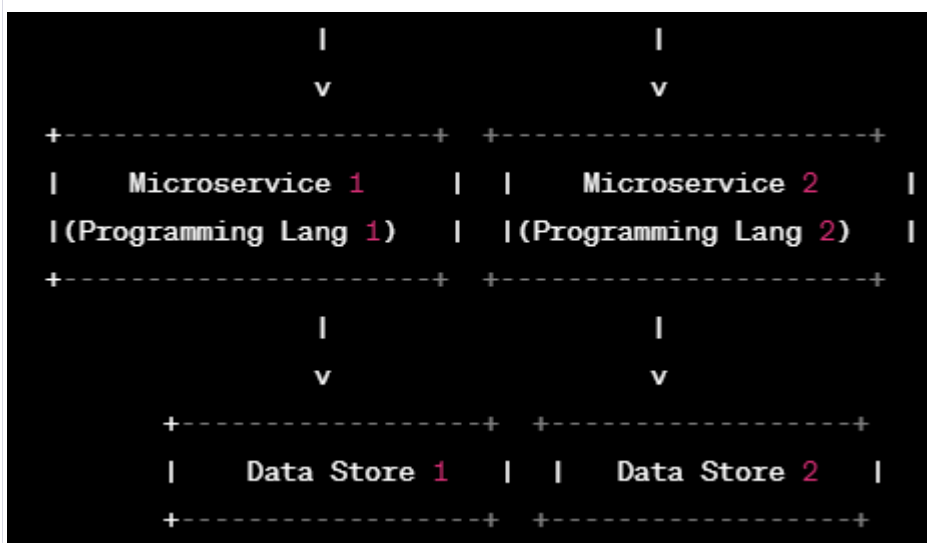 |                   |
v                   v
+----------------------+  +----------------------+
|    Microservice 1     |  |    Microservice 2     |
|(Programming Lang 1)   |  |(Programming Lang 2)   |
+----------------------+  +----------------------+
|                   |
v                   v
+------------------+  +------------------+
|    Data Store 1   |  |   Data Store 2   |
+------------------+  +------------------+